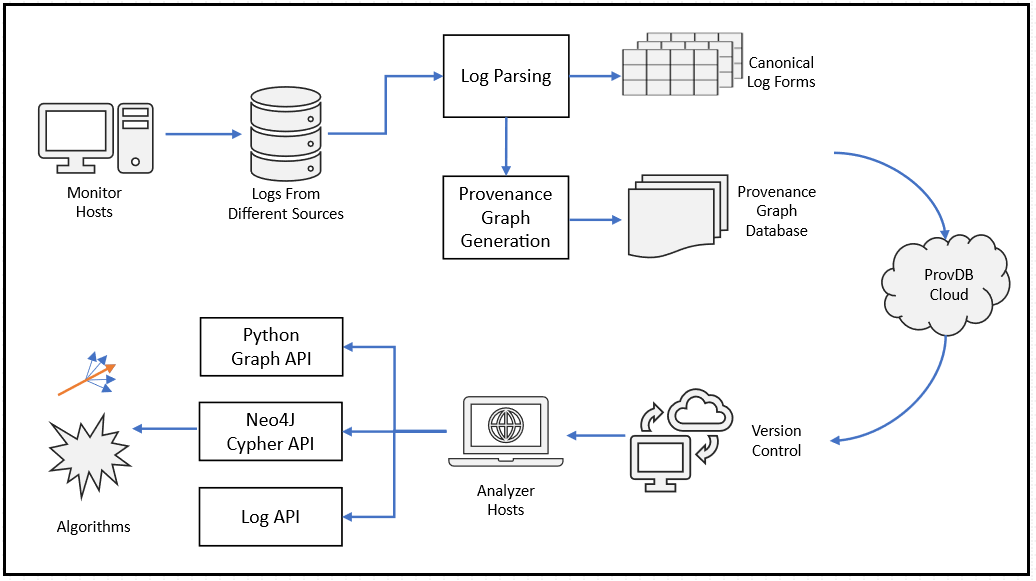 Monitor
Hosts
Logs From
Different Sources
Log Parsing
Canonical
Log Forms
Provenance
Graph
Generation
Provenance
Graph
Database
ProvDB
Cloud
Version
Control
Analyzer
Hosts
Python
Graph API
Neo4J
Cypher API
Log API
Algorithms